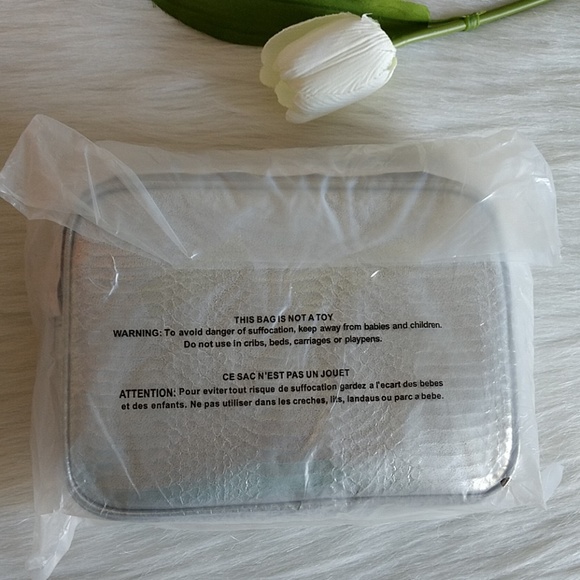 THIS BAG IS NOT A TOY
WARNING: To avoid danger of suffocation, keep away from babies and children.
Do not use in cribs, beds, carriages or playpens.
CE SAC N'EST PAS UN JOUET
ATTENTION: Pour eviter tout risque de suffocation gardez a l'ecart des bebes
et des enfants. Ne pas utiliser dans les creches, lits, landaus ou parc a bebe.